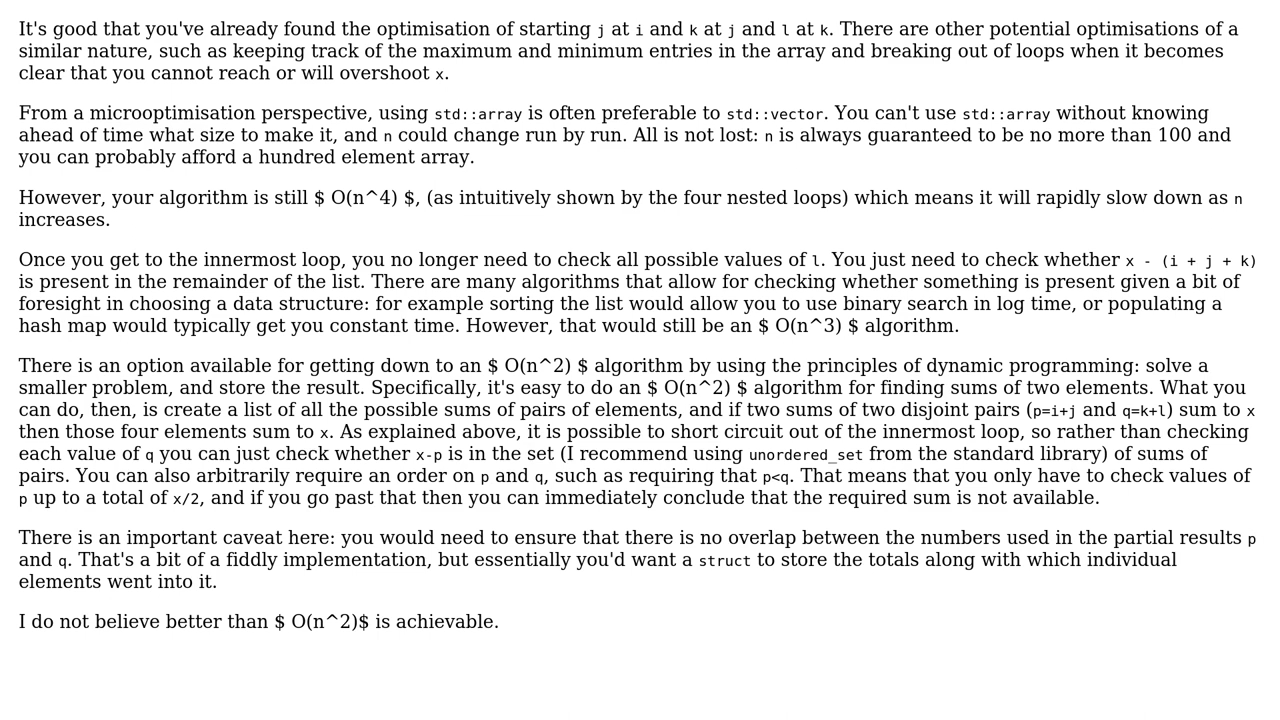 It's good that you've already found the optimisation of starting j at i and k at j and l at k. There are other potential optimisations of a
similar nature, such as keeping track of the maximum and minimum entries in the array and breaking out of loops when it becomes
clear that you cannot reach or will overshoot x.
From a microoptimisation perspective, using std::array is often preferable to std::vector. You can't use std::array without knowing
ahead of time what size to make it, and n could change run by run. All is not lost: n is always guaranteed to be no more than 100 and
you can probably afford a hundred element array.
However, your algorithm is still $ O(n^4) $, (as intuitively shown by the four nested loops) which means it will rapidly slow down as n
increases.
Once you get to the innermost loop, you no longer need to check all possible values of l. You just need to check whether x - (i + j + k)
is present in the remainder of the list. There are many algorithms that allow for checking whether something is present given a bit of
foresight in choosing a data structure: for example sorting the list would allow you to use binary search in log time, or populating a
hash map would typically get you constant time. However, that would still be an $ O(n^3) $ algorithm.
There is an option available for getting down to an $ O(n^2) $ algorithm by using the principles of dynamic programming: solve a
smaller problem, and store the result. Specifically, it's easy to do an $ O(n^2) $ algorithm for finding sums of two elements. What you
can do, then, is create a list of all the possible sums of pairs of elements, and if two sums of two disjoint pairs (p=i+j and q=k+l) sum to x
then those four elements sum to x. As explained above, it is possible to short circuit out of the innermost loop, so rather than checking
each value of q you can just check whether x-p is in the set (I recommend using unordered_set from the standard library) of sums of
pairs. You can also arbitrarily require an order on p and q, such as requiring that p<q. That means that you only have to check values of
p up to a total of x/2, and if you go past that then you can immediately conclude that the required sum is not available.
There is an important caveat here: you would need to ensure that there is no overlap between the numbers used in the partial results p
and q. That's a bit of a fiddly implementation, but essentially you'd want a struct to store the totals along with which individual
elements went into it.
I do not believe better than $ O(n^2)$ is achievable.